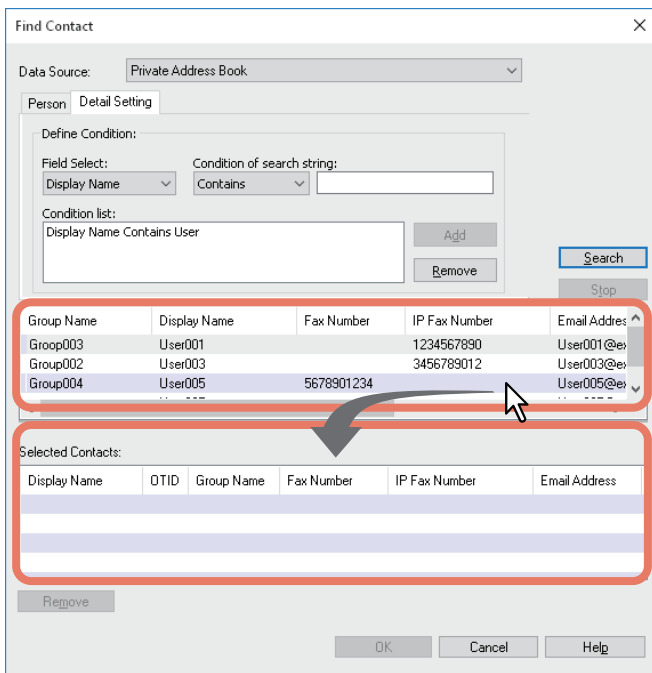 Find Contact
Data Source: Private Address Book
Person Detail Setting
Define Condition:
Field Select: Condition of search string:
Display Name Contains
Condition list:
Display Name Contains User
Add
Search
Remove
Stop
Group Name Display Name Fax Number IP Fax Number Email Addres
Groop003 User001 1234567890 User001@ex
Group002 User003 3456789012 User003@ex
Group004 User005 5678901234 User005@ex
Selected Contacts:
Display Name OTID Group Name Fax Number IP Fax Number Email Address
Remove
OK Cancel Help